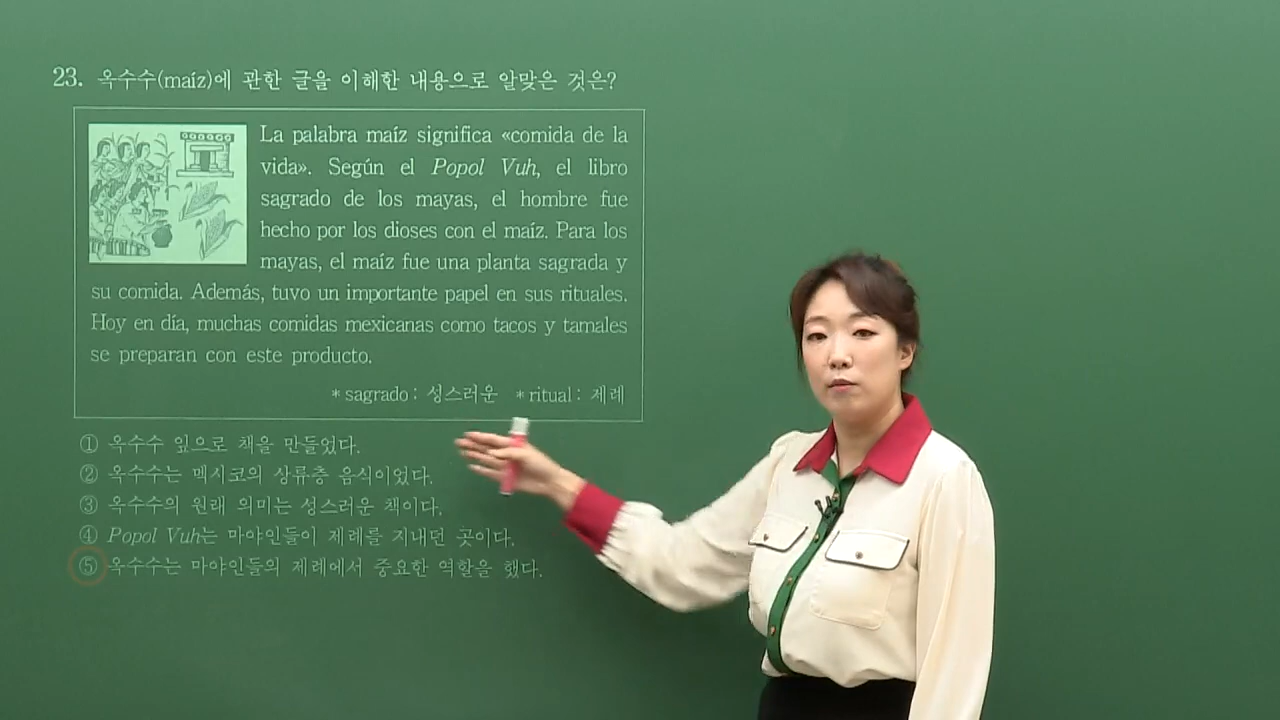 23. 옥수수(maíz)에 관한 글을 이해한 내용으로 알맞은 것은?
La palabra maíz significa «comida de la
vida». Según el Popol Vuh, el libro
sagrado de los mayas, el hombre fue
hecho por los dioses con el maíz. Para los
mayas, el maíz fue una planta sagrada y
su comida. Además, tuvo un importante papel en sus rituales.
Hoy en día, muchas comidas mexicanas como tacos y tamales
se preparan con este producto.
* sagrado : 성스러운 * ritual : 제례
① 옥수수 잎으로 책을 만들었다.
② 옥수수는 멕시코의 상류층 음식이었다.
③ 옥수수의 원래 의미는 성스러운 책이다.
④ Popol Vuh는 마야인들이 제례를 지내던 곳이다.
⑤ 옥수수는 마야인들의 제례에서 중요한 역할을 했다.